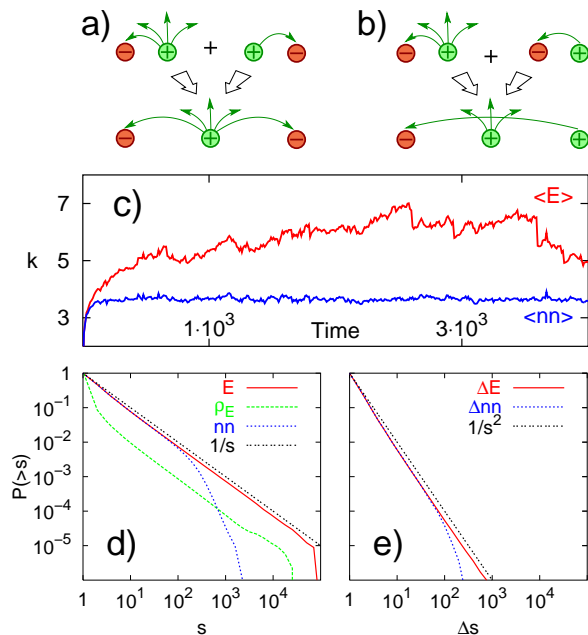 a)
b)
− + + + −
− + + − +
− + −
− + +
c)
7
<E>
5
k
3
<nn>
1·10³ Time 3·10³
1
E
ρE
nn
1/s
ΔE
Δnn
1/s²
10⁻¹
10⁻²
10⁻³
10⁻⁴
10⁻⁵
P(>s)
d)
e)
1 10¹ 10² 10³ 10⁴
1 10¹ 10² 10³ 10⁴
s
Δs